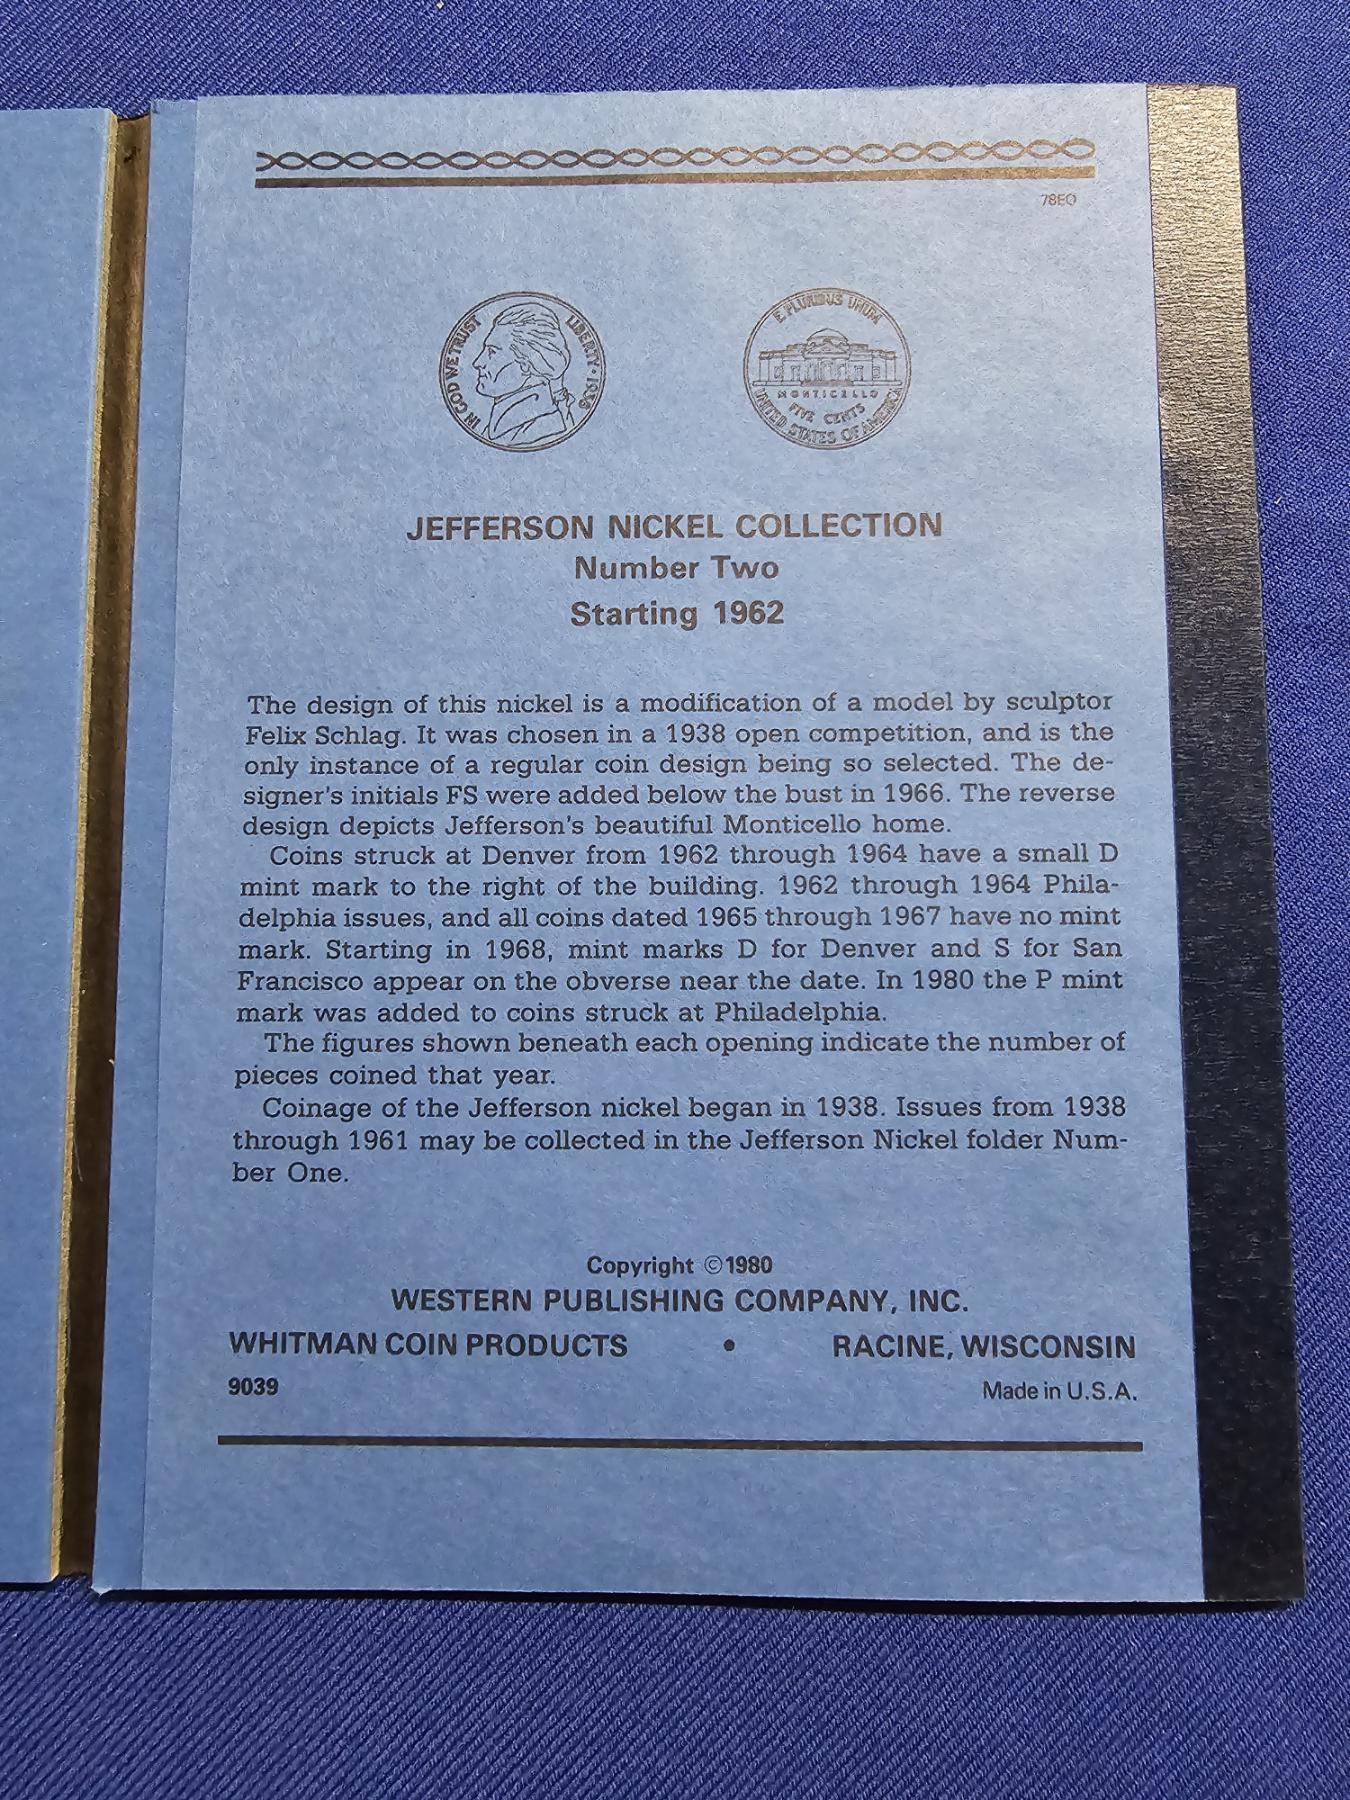 78EO
IN GOD WE TRUST
LIBERTY · 1938
E PLURIBUS UNUM
MONTICELLO
FIVE CENTS
UNITED STATES OF AMERICA
JEFFERSON NICKEL COLLECTION
Number Two
Starting 1962
The design of this nickel is a modification of a model by sculptor
Felix Schlag. It was chosen in a 1938 open competition, and is the
only instance of a regular coin design being so selected. The de-
signer's initials FS were added below the bust in 1966. The reverse
design depicts Jefferson's beautiful Monticello home.
Coins struck at Denver from 1962 through 1964 have a small D
mint mark to the right of the building. 1962 through 1964 Phila-
delphia issues, and all coins dated 1965 through 1967 have no mint
mark. Starting in 1968, mint marks D for Denver and S for San
Francisco appear on the obverse near the date. In 1980 the P mint
mark was added to coins struck at Philadelphia.
The figures shown beneath each opening indicate the number of
pieces coined that year.
Coinage of the Jefferson nickel began in 1938. Issues from 1938
through 1961 may be collected in the Jefferson Nickel folder Num-
ber One.
Copyright ©1980
WESTERN PUBLISHING COMPANY, INC.
WHITMAN COIN PRODUCTS • RACINE, WISCONSIN
9039 Made in U.S.A.